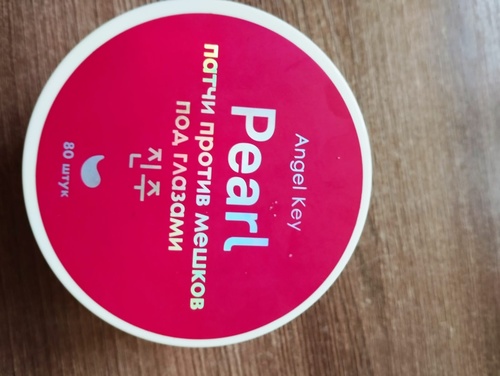 Angel Key
Pearl
патчи против мешков
под глазами
진주
80 штук